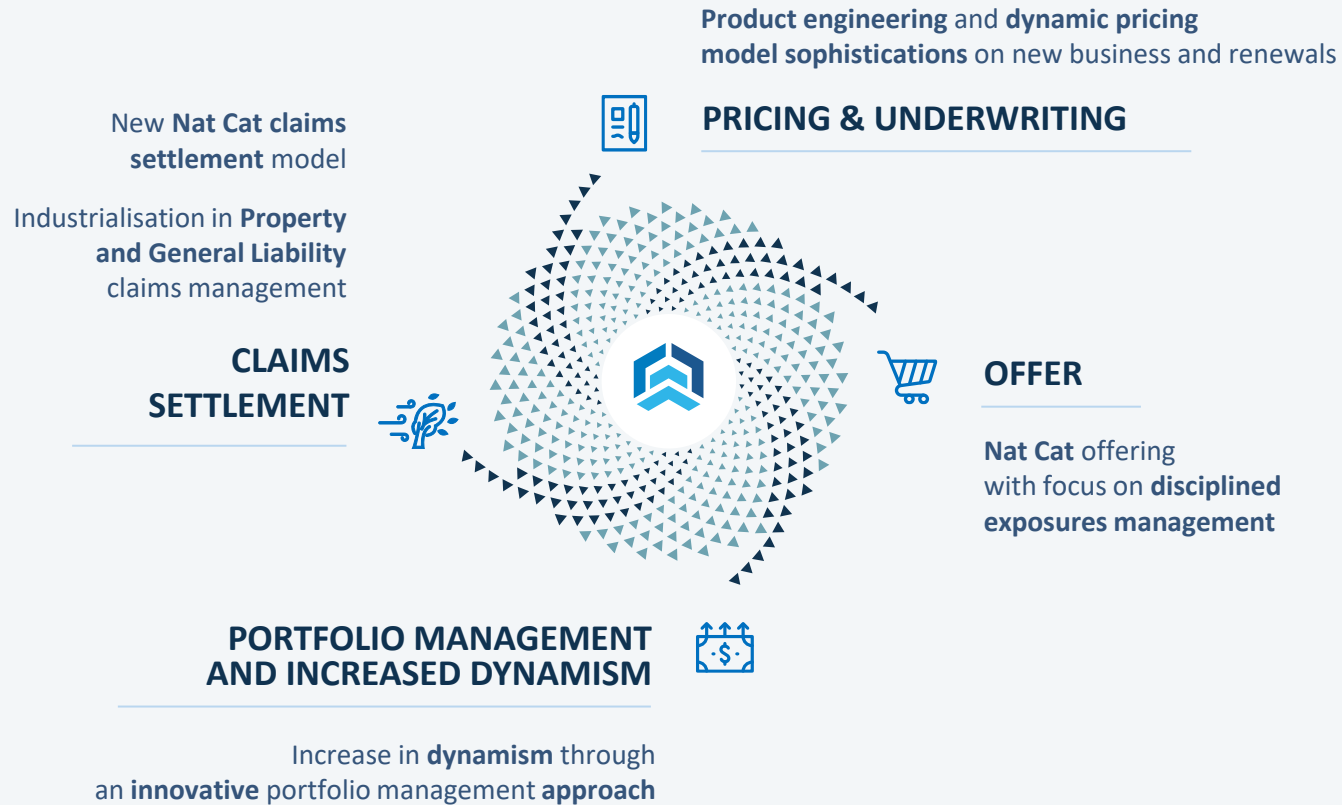 Product engineering and dynamic pricing
model sophistications on new business and renewals
PRICING & UNDERWRITING
New Nat Cat claims
settlement model
Industrialisation in Property
and General Liability
claims management
CLAIMS
SETTLEMENT
OFFER
Nat Cat offering
with focus on disciplined
exposures management
PORTFOLIO MANAGEMENT
AND INCREASED DYNAMISM
$
Increase in dynamism through
an innovative portfolio management approach